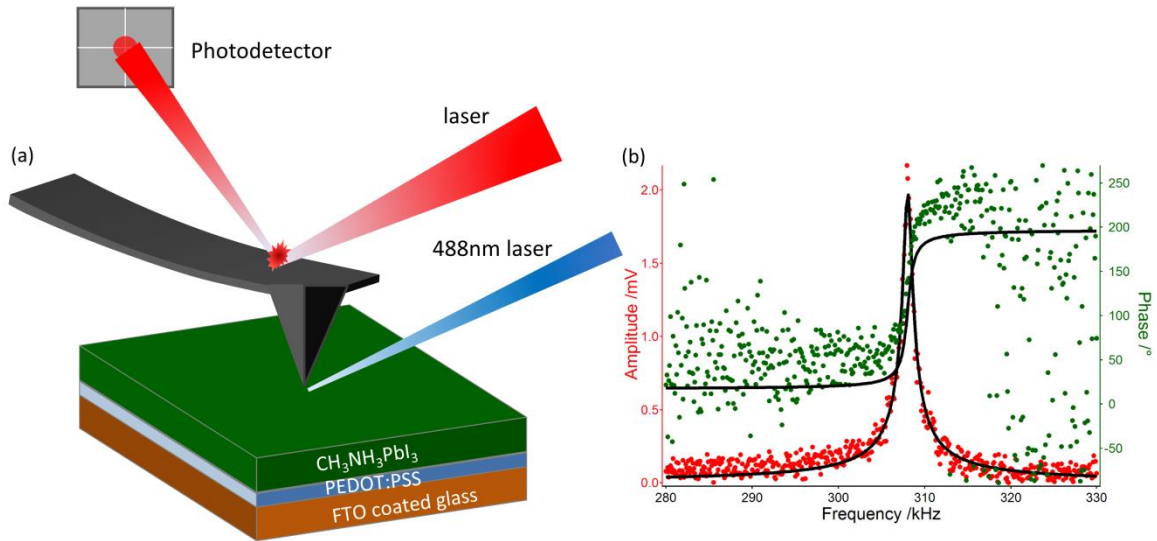 Photodetector
laser
(a)
488nm laser
CH₃NH₃PbI₃
PEDOT:PSS
FTO coated glass
(b)
2.0
1.5
1.0
0.5
0.0
Amplitude /mV
280
290
300
310
320
330
Frequency /kHz
250
200
150
100
50
0
-50
Phase /°